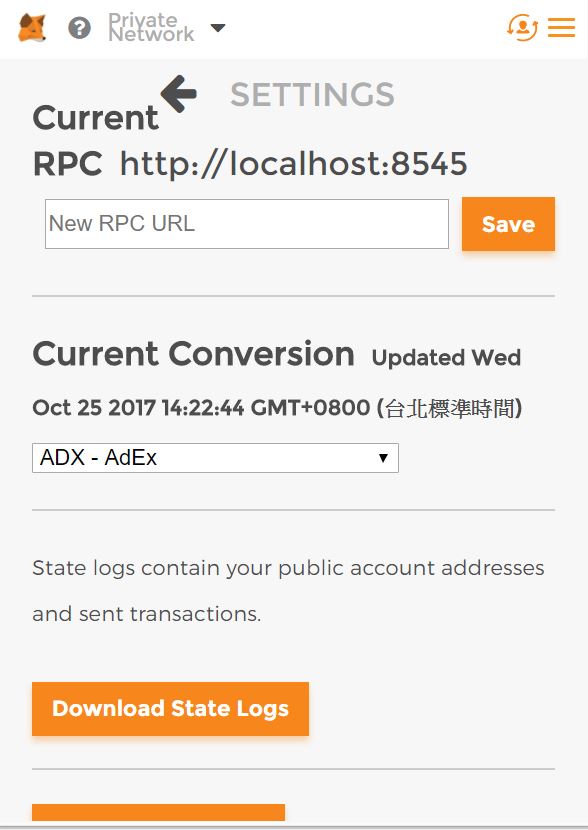 ?
Private
Network
SETTINGS
Current
RPC http://localhost:8545
New RPC URL
Save
Current Conversion Updated Wed
Oct 25 2017 14:22:44 GMT+0800 (台北標準時間)
ADX - AdEx
State logs contain your public account addresses
and sent transactions.
Download State Logs